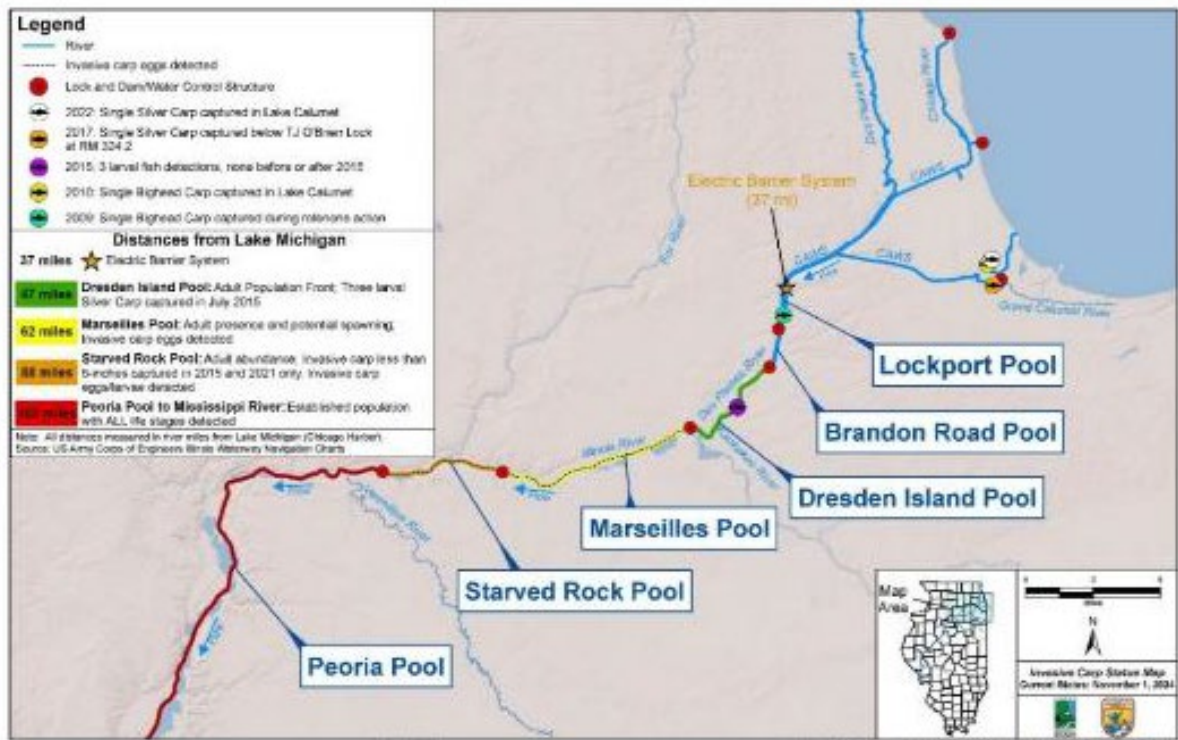 Legend
River
Invasive carp eggs detected
Lock and Dam/Water Control Structure
2022: Single Silver Carp captured in Lake Calumet
2017: Single Silver Carp captured below TJ O'Brien Lock
at RM 324.2
2015: 3 larval fish detections, none before or after 2015
2010: Single Bighead Carp captured in Lake Calumet
2009: Single Bighead Carp captured during rotenone action
Distances from Lake Michigan
37 miles Electric Barrier System
47 miles Dresden Island Pool: Adult Population Front; Three larval
Silver Carp captured in July 2015
62 miles Marseilles Pool: Adult presence and potential spawning;
Invasive carp eggs detected
Starved Rock Pool: Adult abundance; Invasive carp less than
6-inches captured in 2015 and 2021 only. Invasive carp
eggs/larvae detected
Peoria Pool to Mississippi River: Established population
with ALL life stages detected
Note: All distances measured in river miles from Lake Michigan (Chicago Harbor).
Source: US Army Corps of Engineers Illinois Waterway Navigation Charts
Des Plaines River
Chicago River
CAWS
Electric Barrier System
(37 mi)
Fox River
CAWS
CAWS
Grand Calumet River
Lockport Pool
Des Plaines River
Brandon Road Pool
Illinois River
Kankakee River
Dresden Island Pool
Marseilles Pool
Vermilion River
Starved Rock Pool
Peoria Pool
Map
Area
Miles
N
Invasive Carp Status Map
Current Status: November 1, 2024